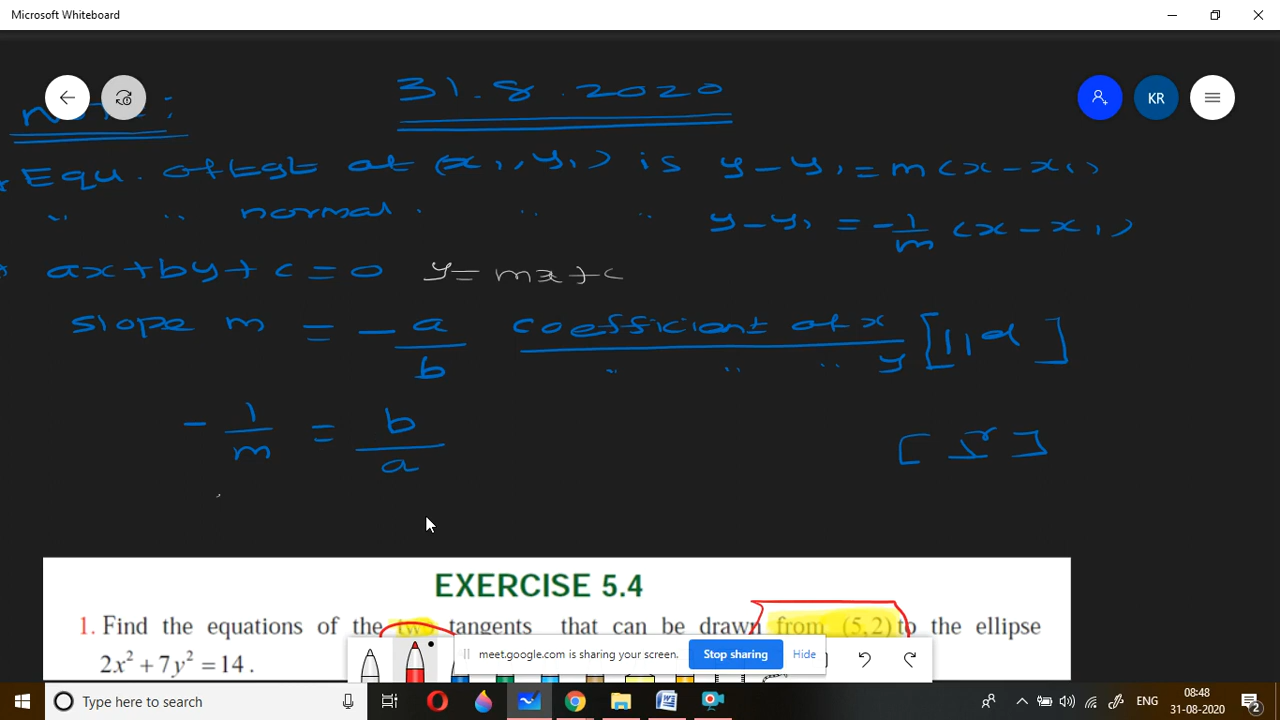 Microsoft Whiteboard
31.8.2020
Note:
KR
Equ. of tgt at (x₁, y₁) is y - y₁ = m(x - x₁)
〃 〃 normal 〃 〃 〃 y - y₁ = -1/m (x - x₁)
ax + by + c = 0 y = mx + c
slope m = - a/b coefficient of x / 〃 〃 〃 y [11el]
- 1/m = b/a
EXERCISE 5.4
1. Find the equations of the two tangents that can be drawn from (5, 2) to the ellipse
2x² + 7y² = 14.
meet.google.com is sharing your screen. Stop sharing Hide
Type here to search
ENG
08:48
31-08-2020
2